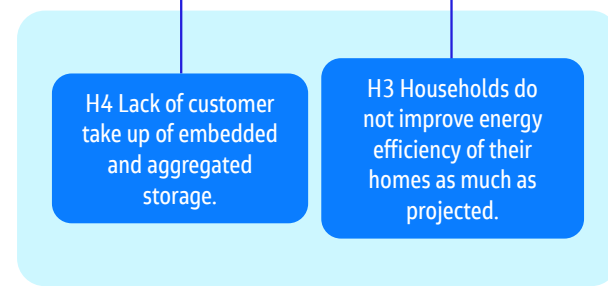 H4 Lack of customer
take up of embedded
and aggregated
storage.
H3 Households do
not improve energy
efficiency of their
homes as much as
projected.